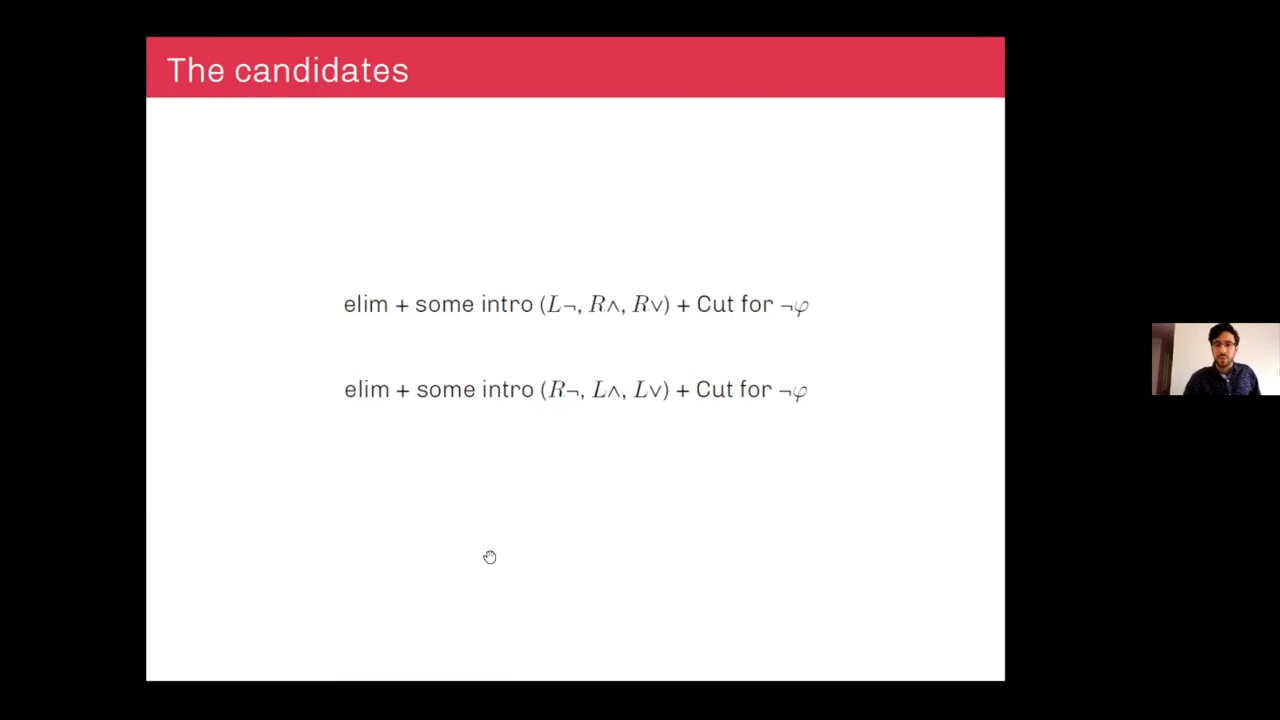 The candidates
elim + some intro (L¬, R∧, R∨) + Cut for ¬φ
elim + some intro (R¬, L∧, L∨) + Cut for ¬φ